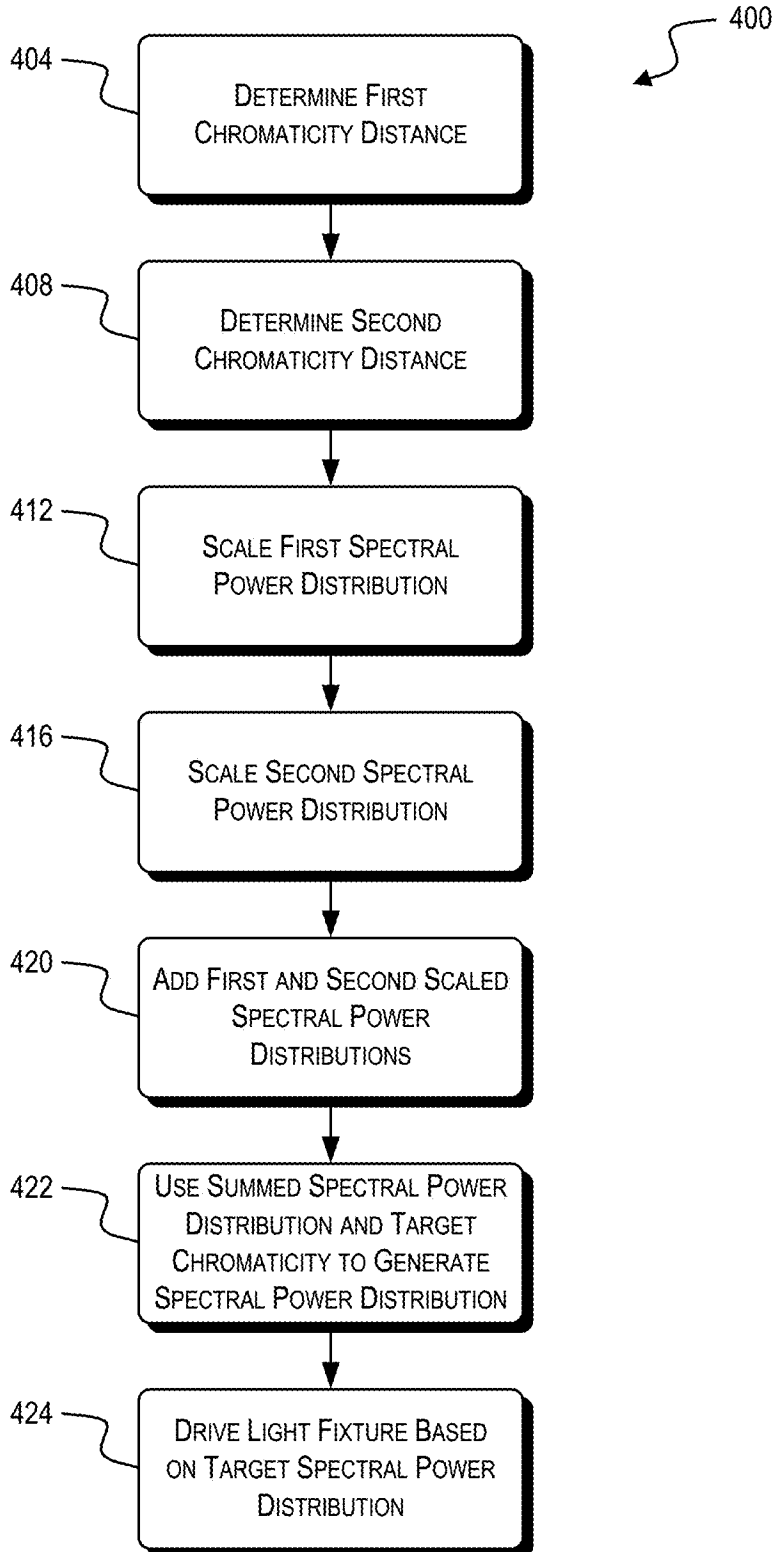 400
404
DETERMINE FIRST
CHROMATICITY DISTANCE
408
DETERMINE SECOND
CHROMATICITY DISTANCE
412
SCALE FIRST SPECTRAL
POWER DISTRIBUTION
416
SCALE SECOND SPECTRAL
POWER DISTRIBUTION
420
ADD FIRST AND SECOND SCALED
SPECTRAL POWER
DISTRIBUTIONS
422
USE SUMMED SPECTRAL POWER
DISTRIBUTION AND TARGET
CHROMATICITY TO GENERATE
SPECTRAL POWER DISTRIBUTION
424
DRIVE LIGHT FIXTURE BASED
ON TARGET SPECTRAL POWER
DISTRIBUTION